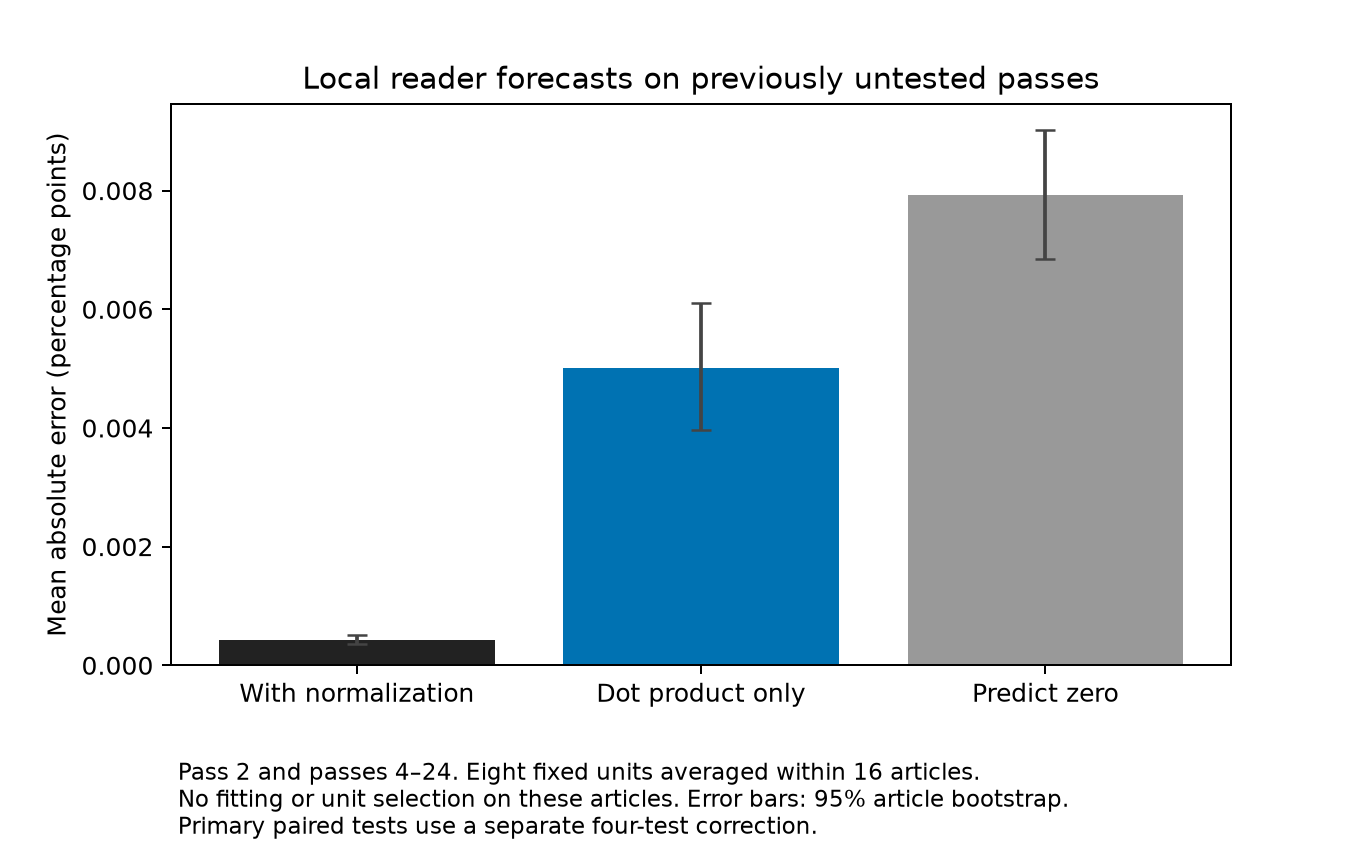 Local reader forecasts on previously untested passes
Mean absolute error (percentage points)
0.008
0.006
0.004
0.002
0.000
With normalization
Dot product only
Predict zero
Pass 2 and passes 4–24. Eight fixed units averaged within 16 articles.
No fitting or unit selection on these articles. Error bars: 95% article bootstrap.
Primary paired tests use a separate four-test correction.